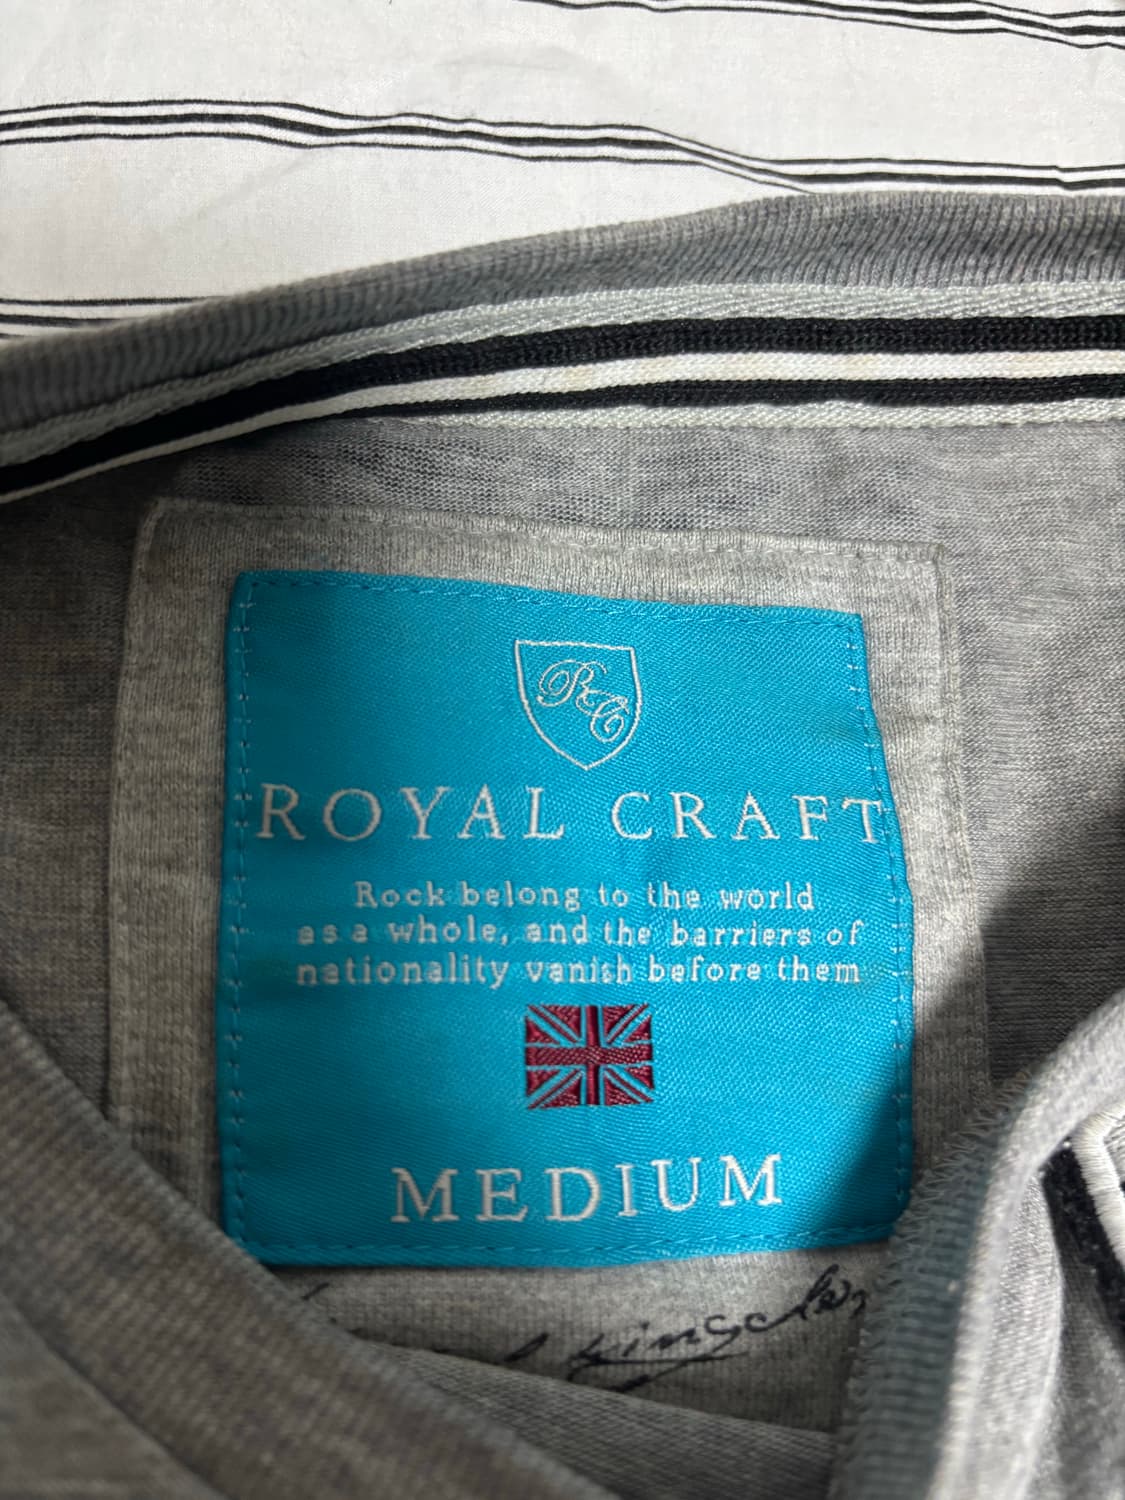 RC
ROYAL CRAFT
Rock belong to the world
as a whole, and the barriers of
nationality vanish before them
MEDIUM